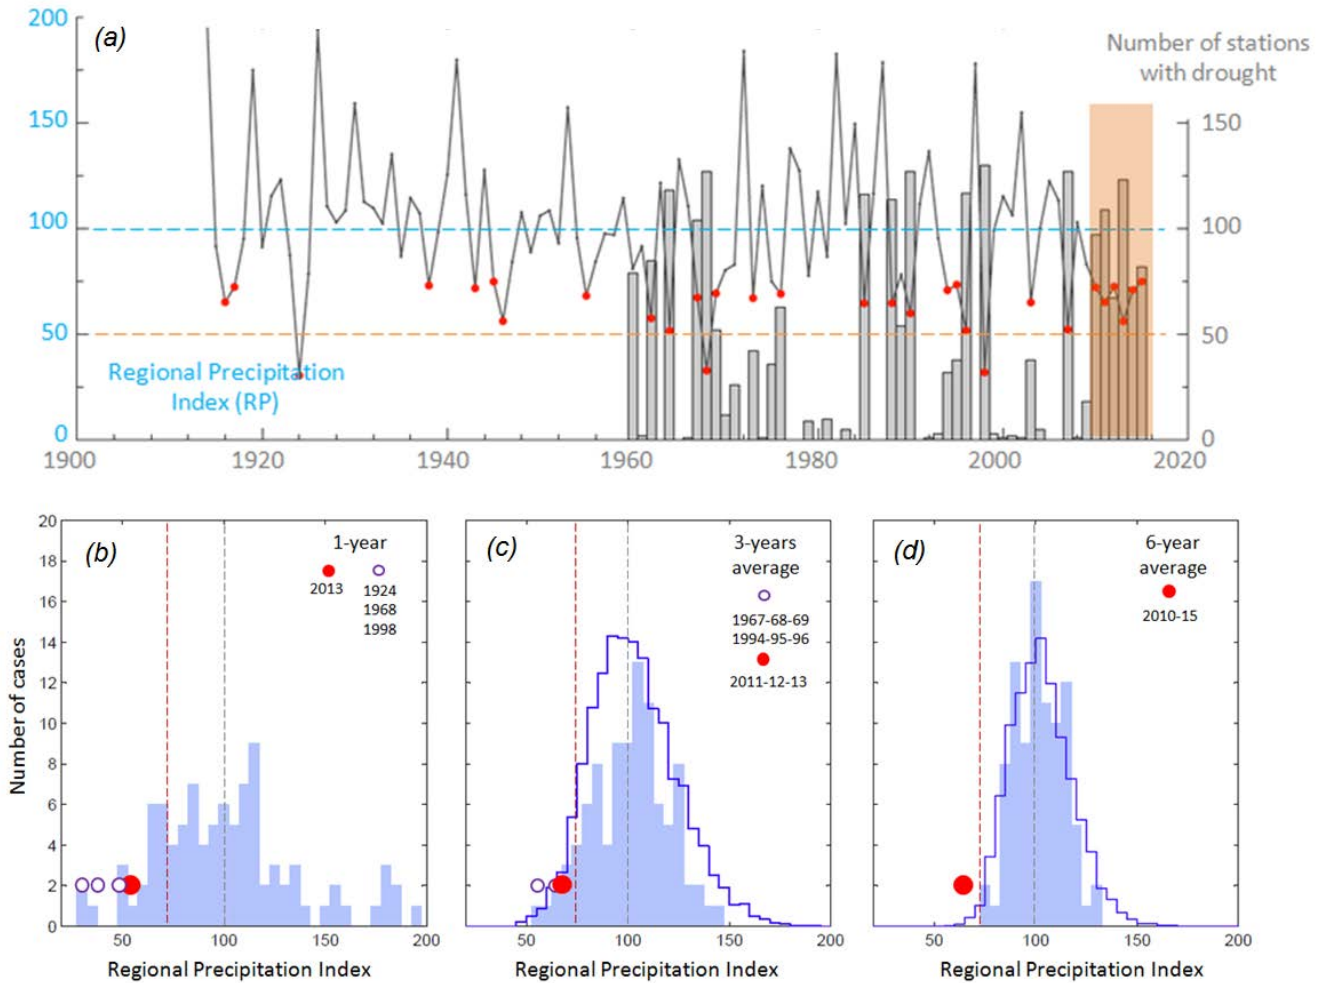 (a)
200
150
100
50
0
Regional Precipitation
Index (RP)
Number of stations
with drought
150
100
50
0
1900
1920
1940
1960
1980
2000
2020
(b)
1-year
2013
1924
1968
1998
Number of cases
20
18
16
14
12
10
8
6
4
2
0
50
100
150
200
Regional Precipitation Index
(c)
3-years
average
1967-68-69
1994-95-96
2011-12-13
50
100
150
200
Regional Precipitation Index
(d)
6-year
average
2010-15
50
100
150
200
Regional Precipitation Index